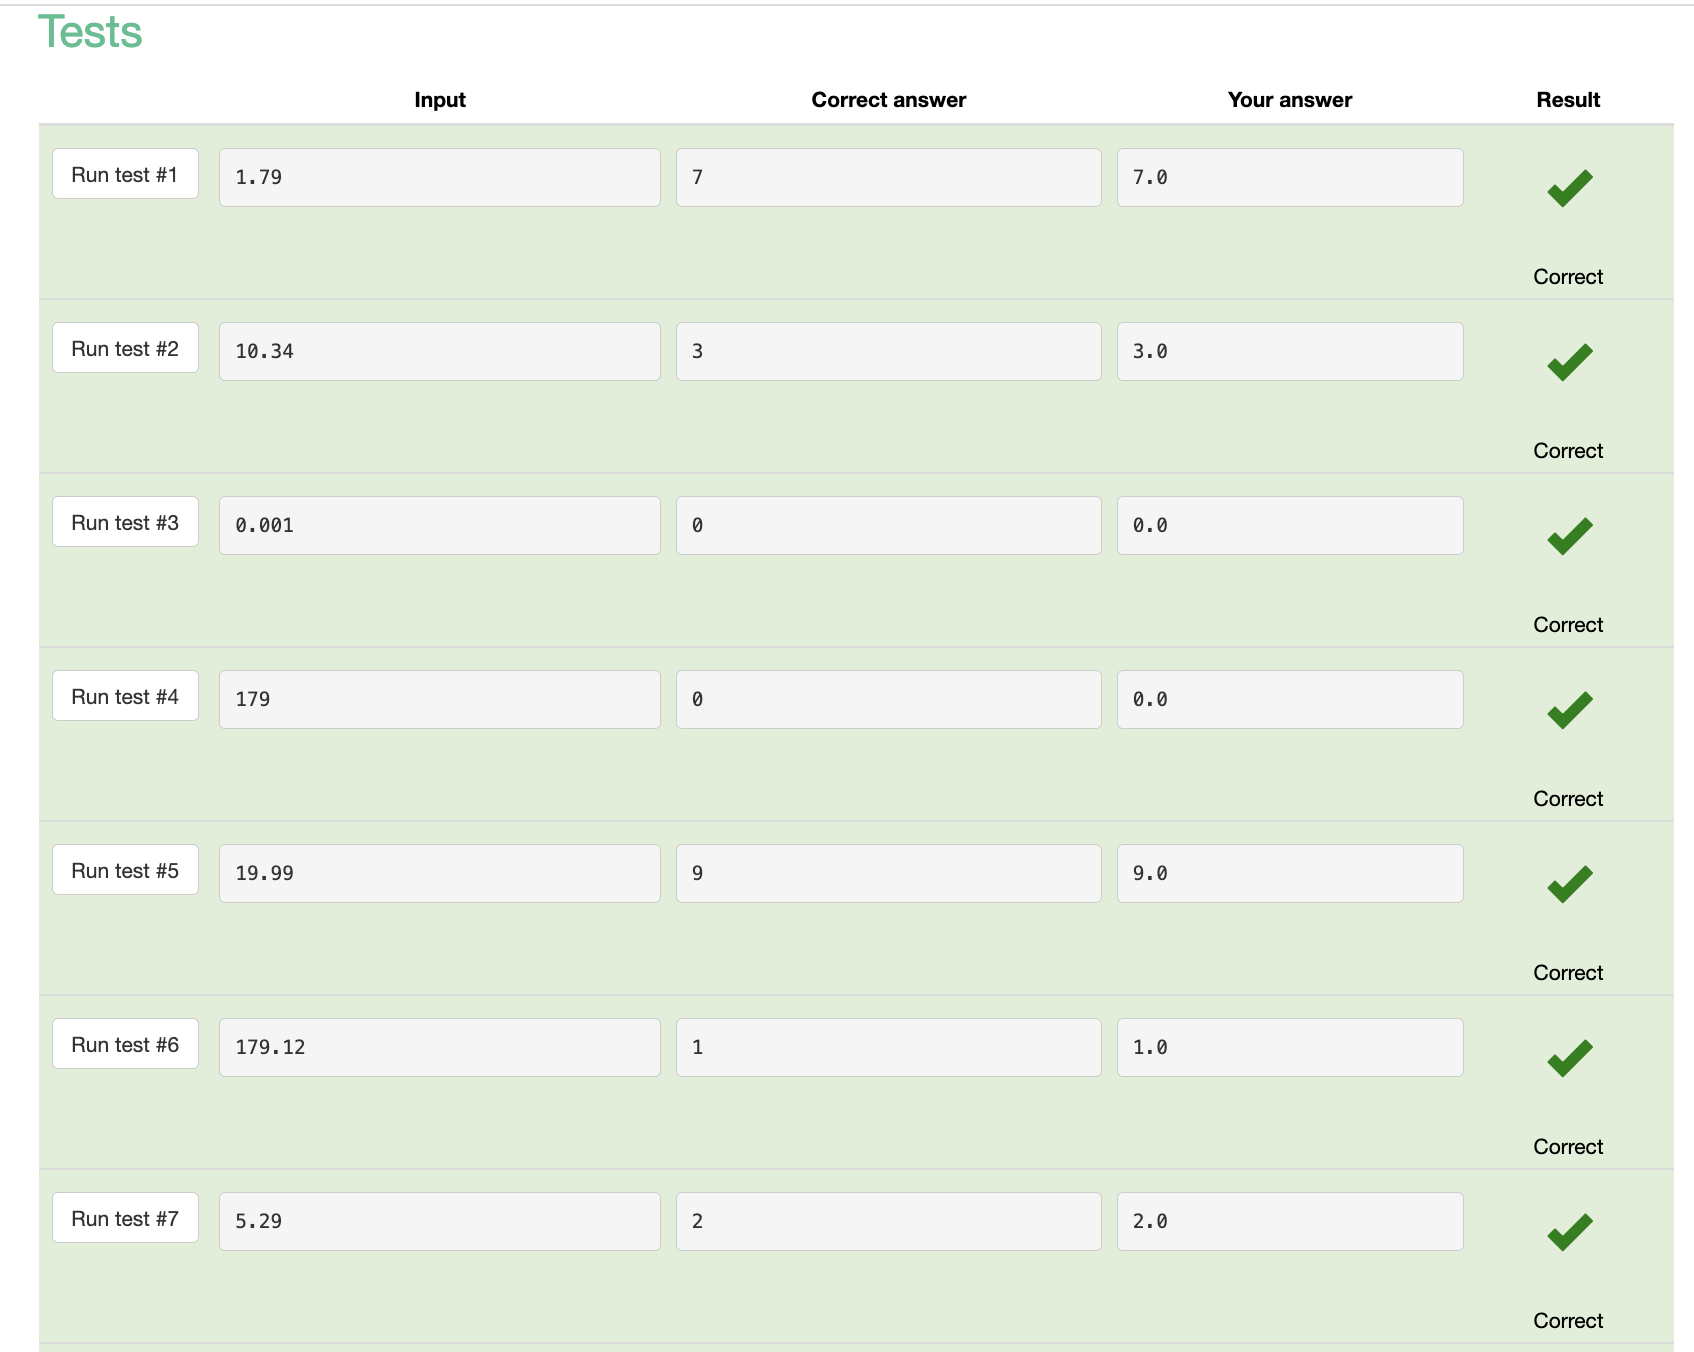 Tests
Input Correct answer Your answer Result
Run test #1 1.79 7 7.0
Correct
Run test #2 10.34 3 3.0
Correct
Run test #3 0.001 0 0.0
Correct
Run test #4 179 0 0.0
Correct
Run test #5 19.99 9 9.0
Correct
Run test #6 179.12 1 1.0
Correct
Run test #7 5.29 2 2.0
Correct